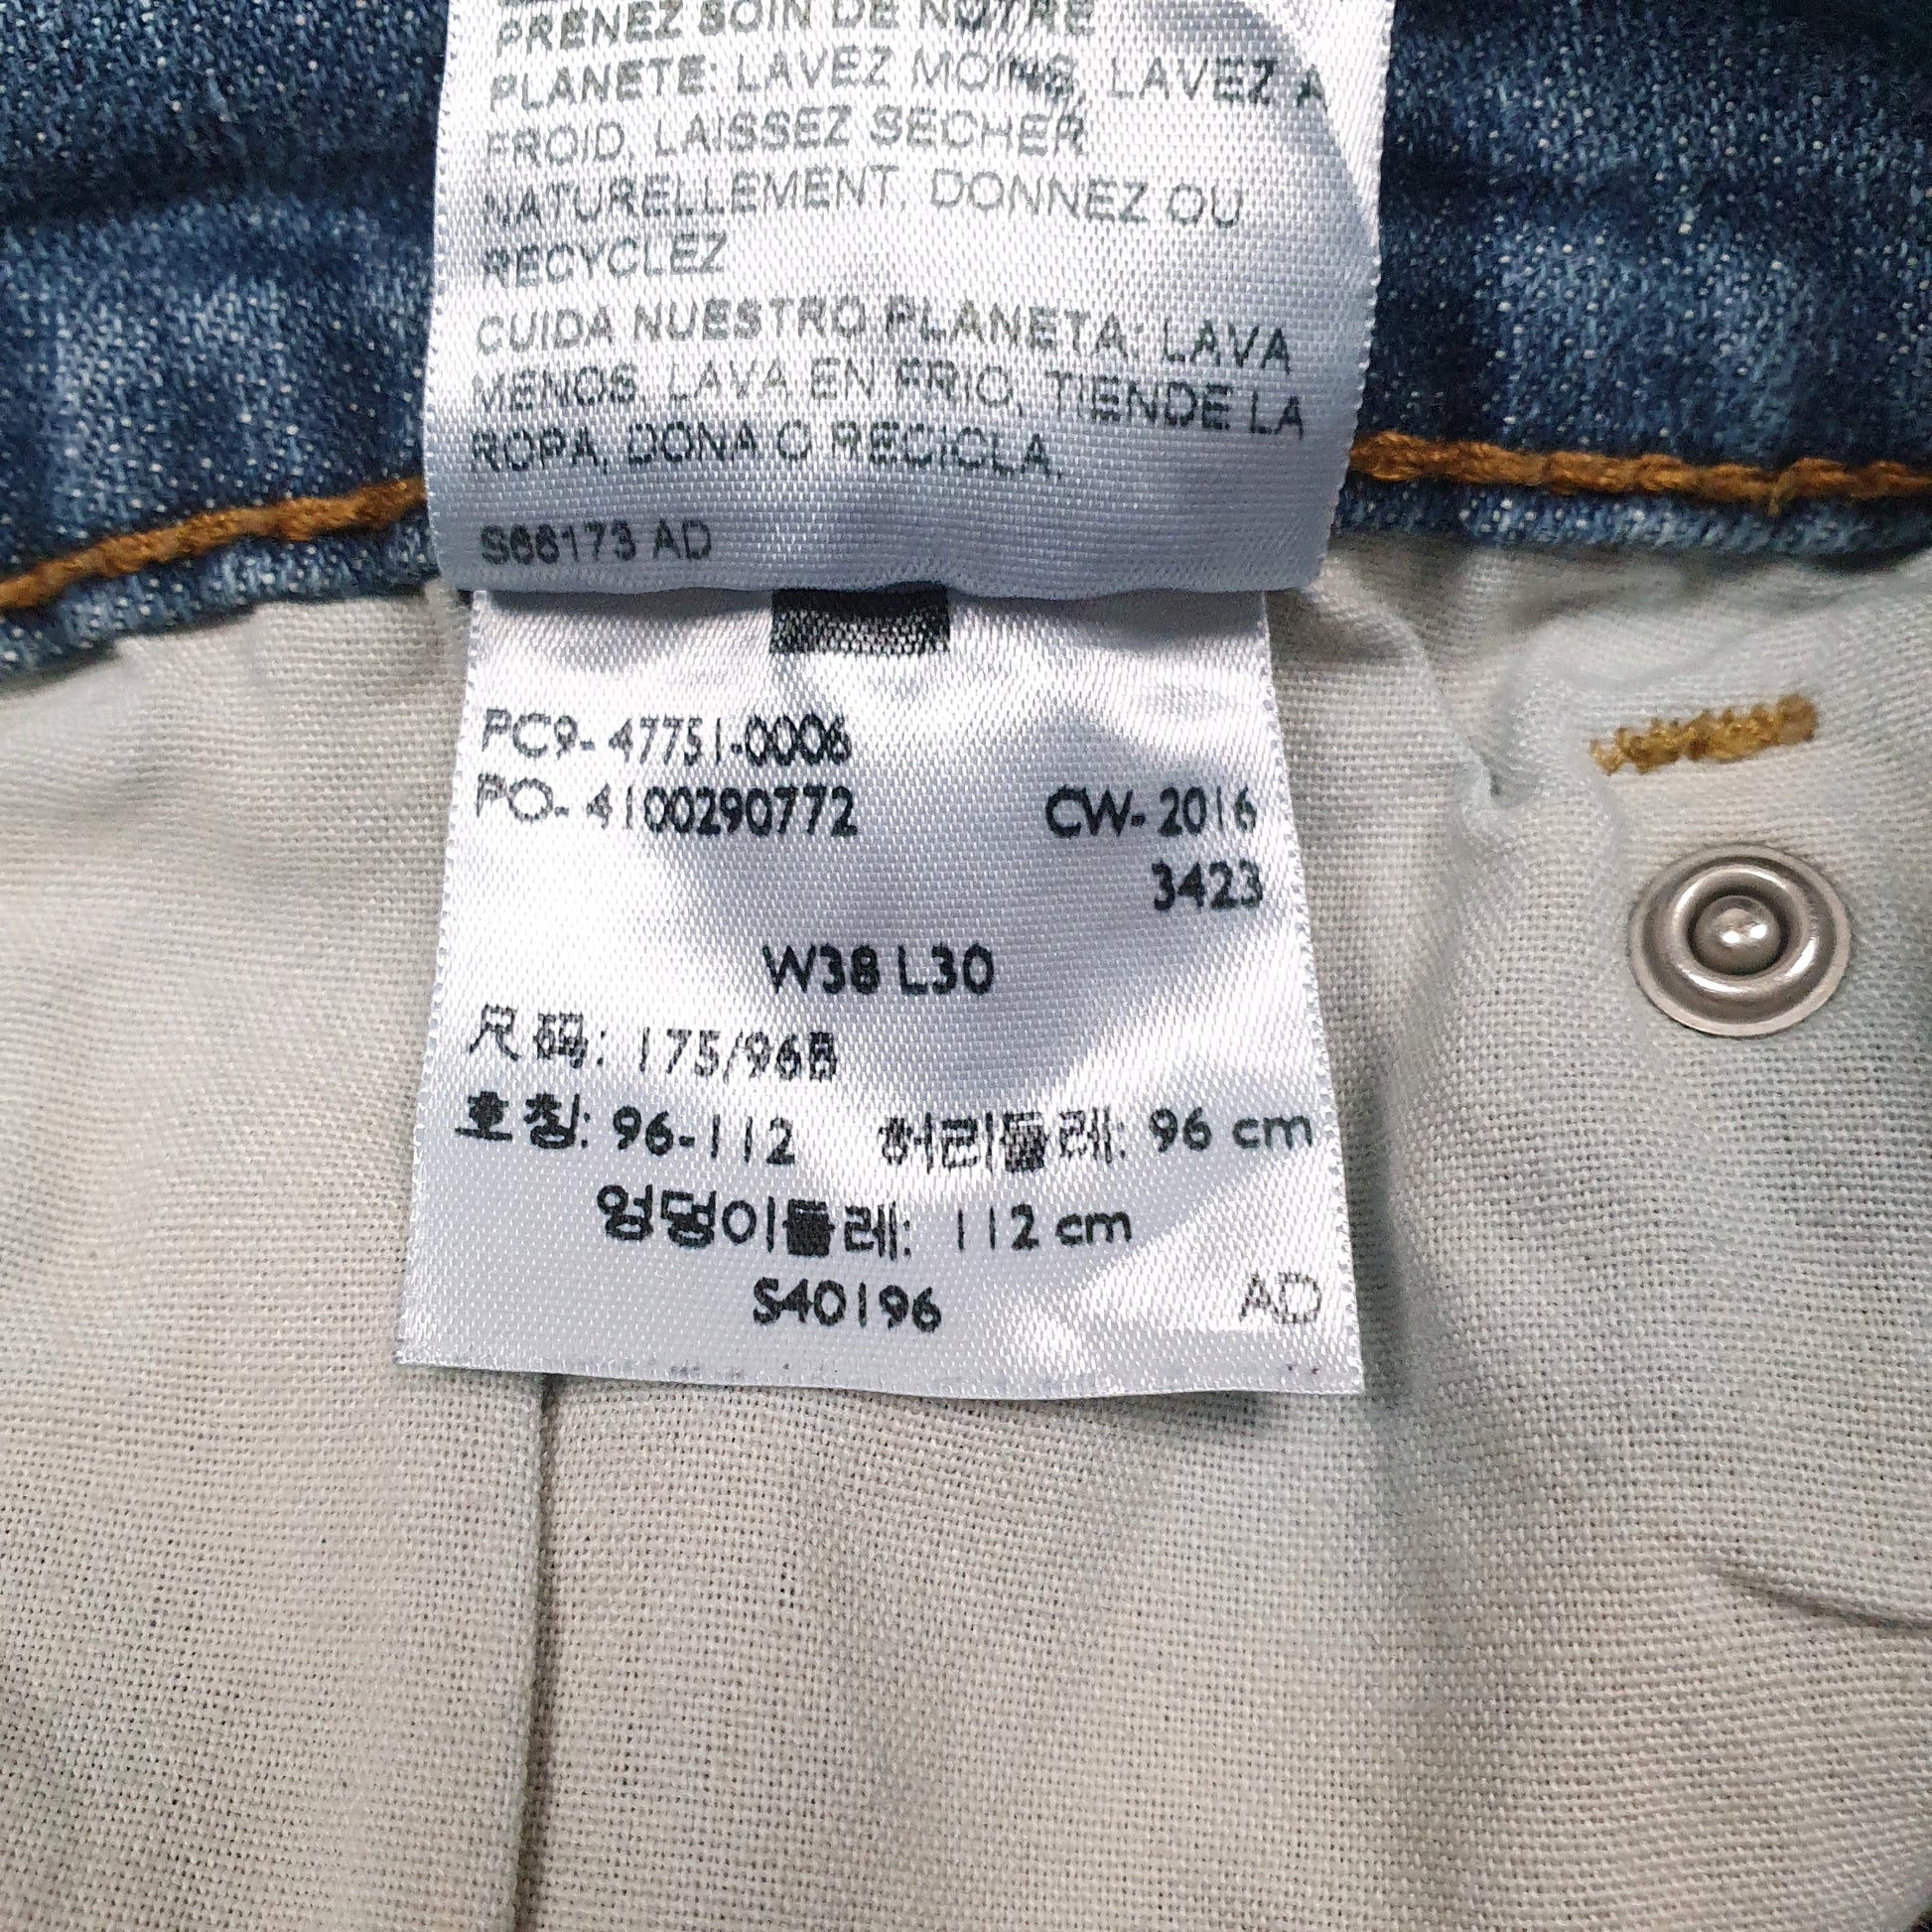 PRENEZ SOIN DE NOTRE
PLANETE: LAVEZ MOINS, LAVEZ A
FROID, LAISSEZ SECHER
NATURELLEMENT, DONNEZ OU
RECYCLEZ
CUIDA NUESTRO PLANETA: LAVA
MENOS, LAVA EN FRIO, TIENDE LA
ROPA, DONA O RECICLA.
S66173 AD
PC9- 47751-0006
PO- 4100290772 CW- 2016
3423
W38 L30
尺码: 175/96B
호칭: 96-112 허리둘레: 96 cm
엉덩이둘레: 112 cm
S40196 AD